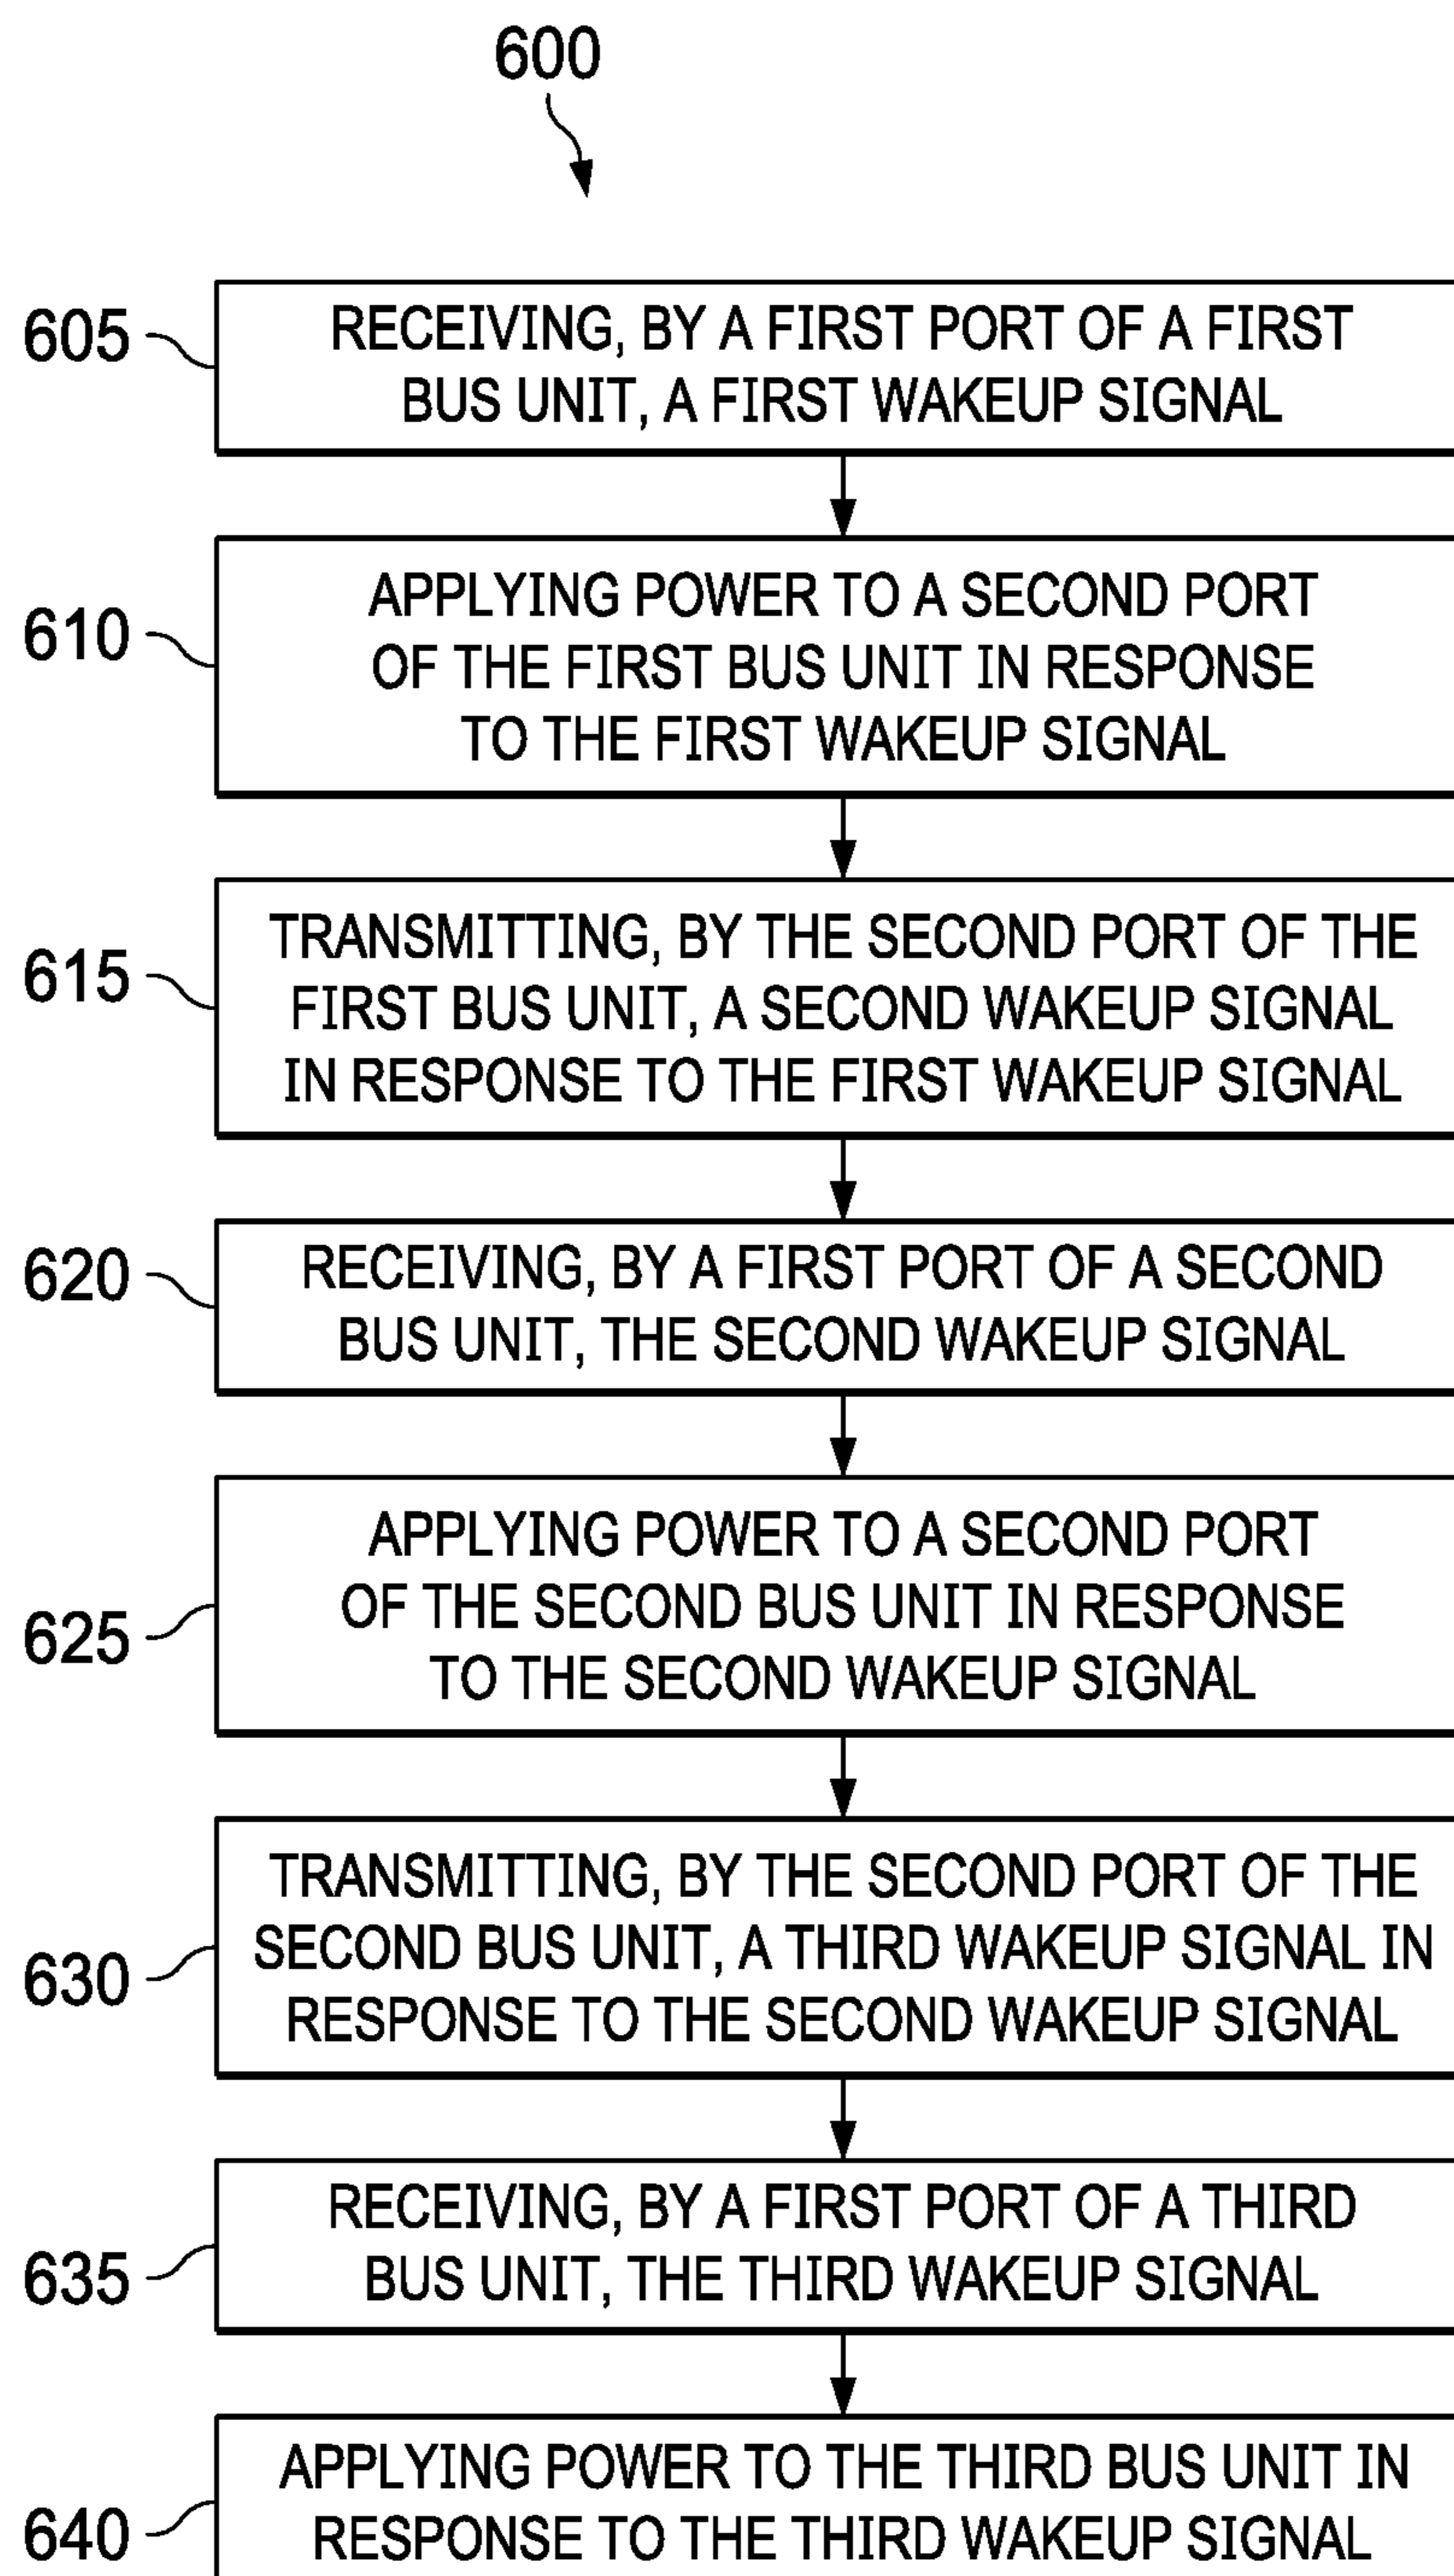 600
605
RECEIVING, BY A FIRST PORT OF A FIRST
BUS UNIT, A FIRST WAKEUP SIGNAL
610
APPLYING POWER TO A SECOND PORT
OF THE FIRST BUS UNIT IN RESPONSE
TO THE FIRST WAKEUP SIGNAL
615
TRANSMITTING, BY THE SECOND PORT OF THE
FIRST BUS UNIT, A SECOND WAKEUP SIGNAL
IN RESPONSE TO THE FIRST WAKEUP SIGNAL
620
RECEIVING, BY A FIRST PORT OF A SECOND
BUS UNIT, THE SECOND WAKEUP SIGNAL
625
APPLYING POWER TO A SECOND PORT
OF THE SECOND BUS UNIT IN RESPONSE
TO THE SECOND WAKEUP SIGNAL
630
TRANSMITTING, BY THE SECOND PORT OF THE
SECOND BUS UNIT, A THIRD WAKEUP SIGNAL IN
RESPONSE TO THE SECOND WAKEUP SIGNAL
635
RECEIVING, BY A FIRST PORT OF A THIRD
BUS UNIT, THE THIRD WAKEUP SIGNAL
640
APPLYING POWER TO THE THIRD BUS UNIT IN
RESPONSE TO THE THIRD WAKEUP SIGNAL